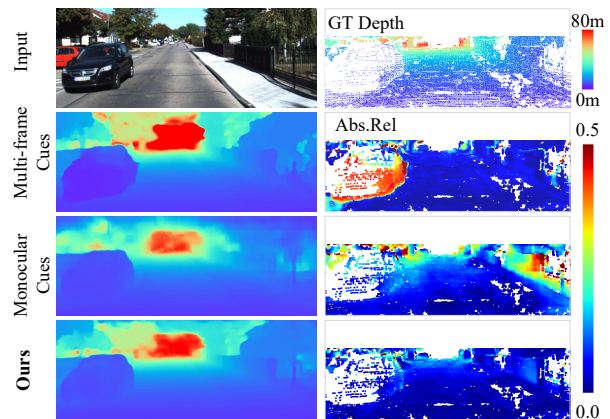 Input
GT Depth
80m
0m
Multi-frame
Cues
Abs.Rel
0.5
Monocular
Cues
Ours
0.0